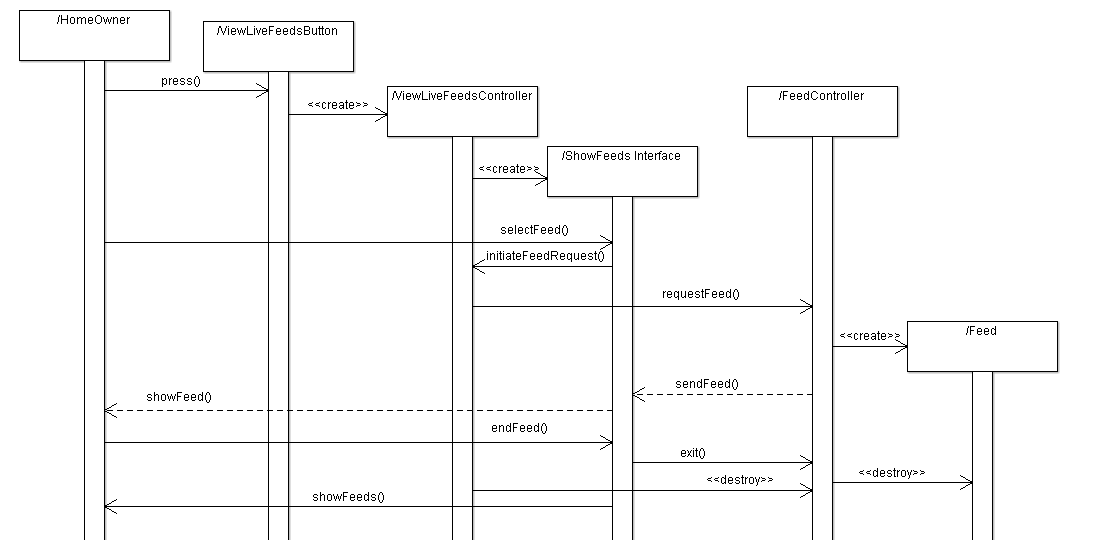 /HomeOwner
/ViewLiveFeedsButton
press()
/ViewLiveFeedsController
/FeedController
<<create>>
/ShowFeeds Interface
<<create>>
selectFeed()
initiateFeedRequest()
requestFeed()
/Feed
<<create>>
sendFeed()
showFeed()
endFeed()
exit()
<<destroy>>
<<destroy>>
showFeeds()